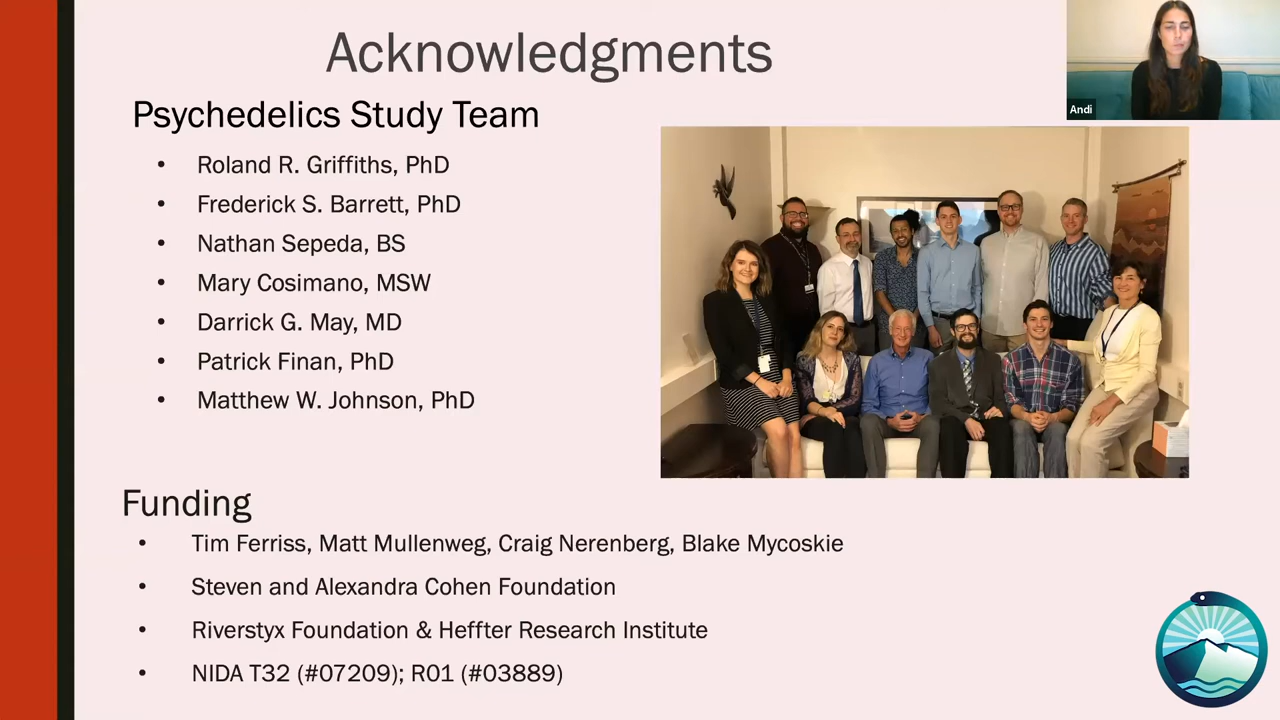 Acknowledgments
Andi
Psychedelics Study Team
• Roland R. Griffiths, PhD
• Frederick S. Barrett, PhD
• Nathan Sepeda, BS
• Mary Cosimano, MSW
• Darrick G. May, MD
• Patrick Finan, PhD
• Matthew W. Johnson, PhD
Funding
• Tim Ferriss, Matt Mullenweg, Craig Nerenberg, Blake Mycoskie
• Steven and Alexandra Cohen Foundation
• Riverstyx Foundation & Heffter Research Institute
• NIDA T32 (#07209); R01 (#03889)